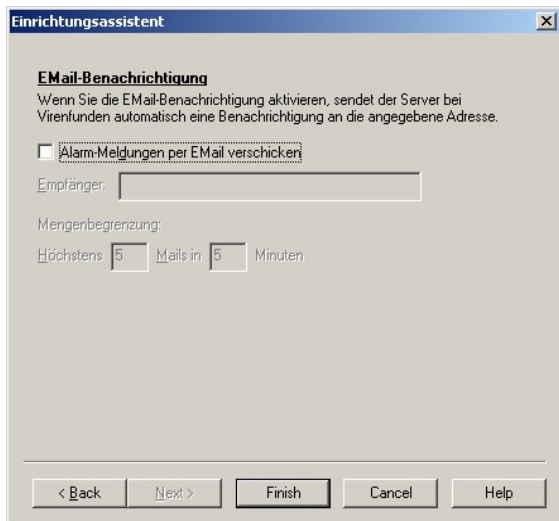 Einrichtungsassistent
EMail-Benachrichtigung
Wenn Sie die EMail-Benachrichtigung aktivieren, sendet der Server bei
Virenfunden automatisch eine Benachrichtigung an die angegebene Adresse.
Alarm-Meldungen per EMail verschicken
Empfänger:
Mengenbegrenzung:
Höchstens 5 Mails in 5 Minuten
< Back Next > Finish Cancel Help